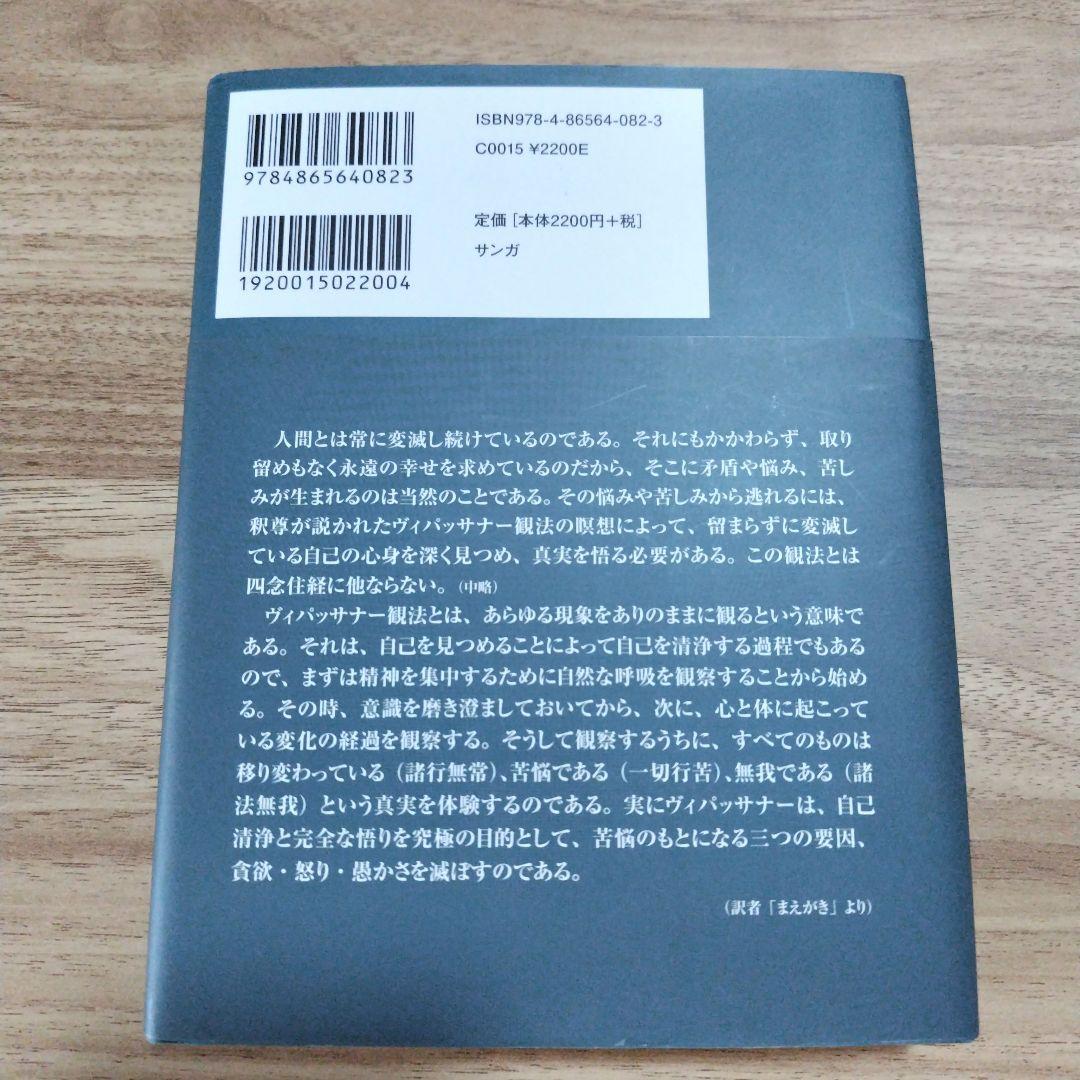 ISBN978-4-86564-082-3
C0015 ¥2200E
9784865640823
定価［本体2200円＋税］
サンガ
1920015022004
人間とは常に変滅し続けているのである。それにもかかわらず、取り
留めもなく永遠の幸せを求めているのだから、そこに矛盾や悩み、苦し
みが生まれるのは当然のことである。その悩みや苦しみから逃れるには、
釈尊が説かれたヴィパッサナー観法の瞑想によって、留まらずに変滅し
ている自己の心身を深く見つめ、真実を悟る必要がある。この観法とは
四念住経に他ならない。（中略）
ヴィパッサナー観法とは、あらゆる現象をありのままに観るという意味で
ある。それは、自己を見つめることによって自己を清浄する過程でもある
ので、まずは精神を集中するために自然な呼吸を観察することから始め
る。その時、意識を磨き澄ましておいてから、次に、心と体に起こって
いる変化の経過を観察する。そうして観察するうちに、すべてのものは
移り変わっている（諸行無常）、苦悩である（一切行苦）、無我である（諸
法無我）という真実を体験するのである。実にヴィパッサナーは、自己
清浄と完全な悟りを究極の目的として、苦悩のもとになる三つの要因、
貪欲・怒り・愚かさを滅ぼすのである。
（訳者「まえがき」より）